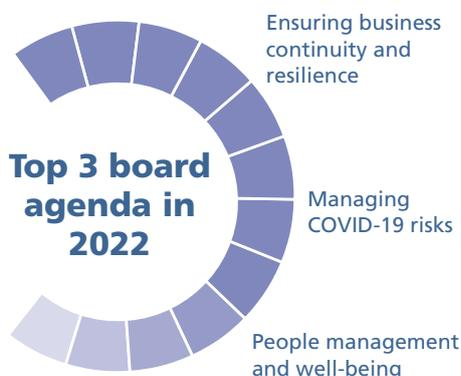 Ensuring business
continuity and
resilience
Top 3 board
agenda in
2022
Managing
COVID-19 risks
People management
and well-being